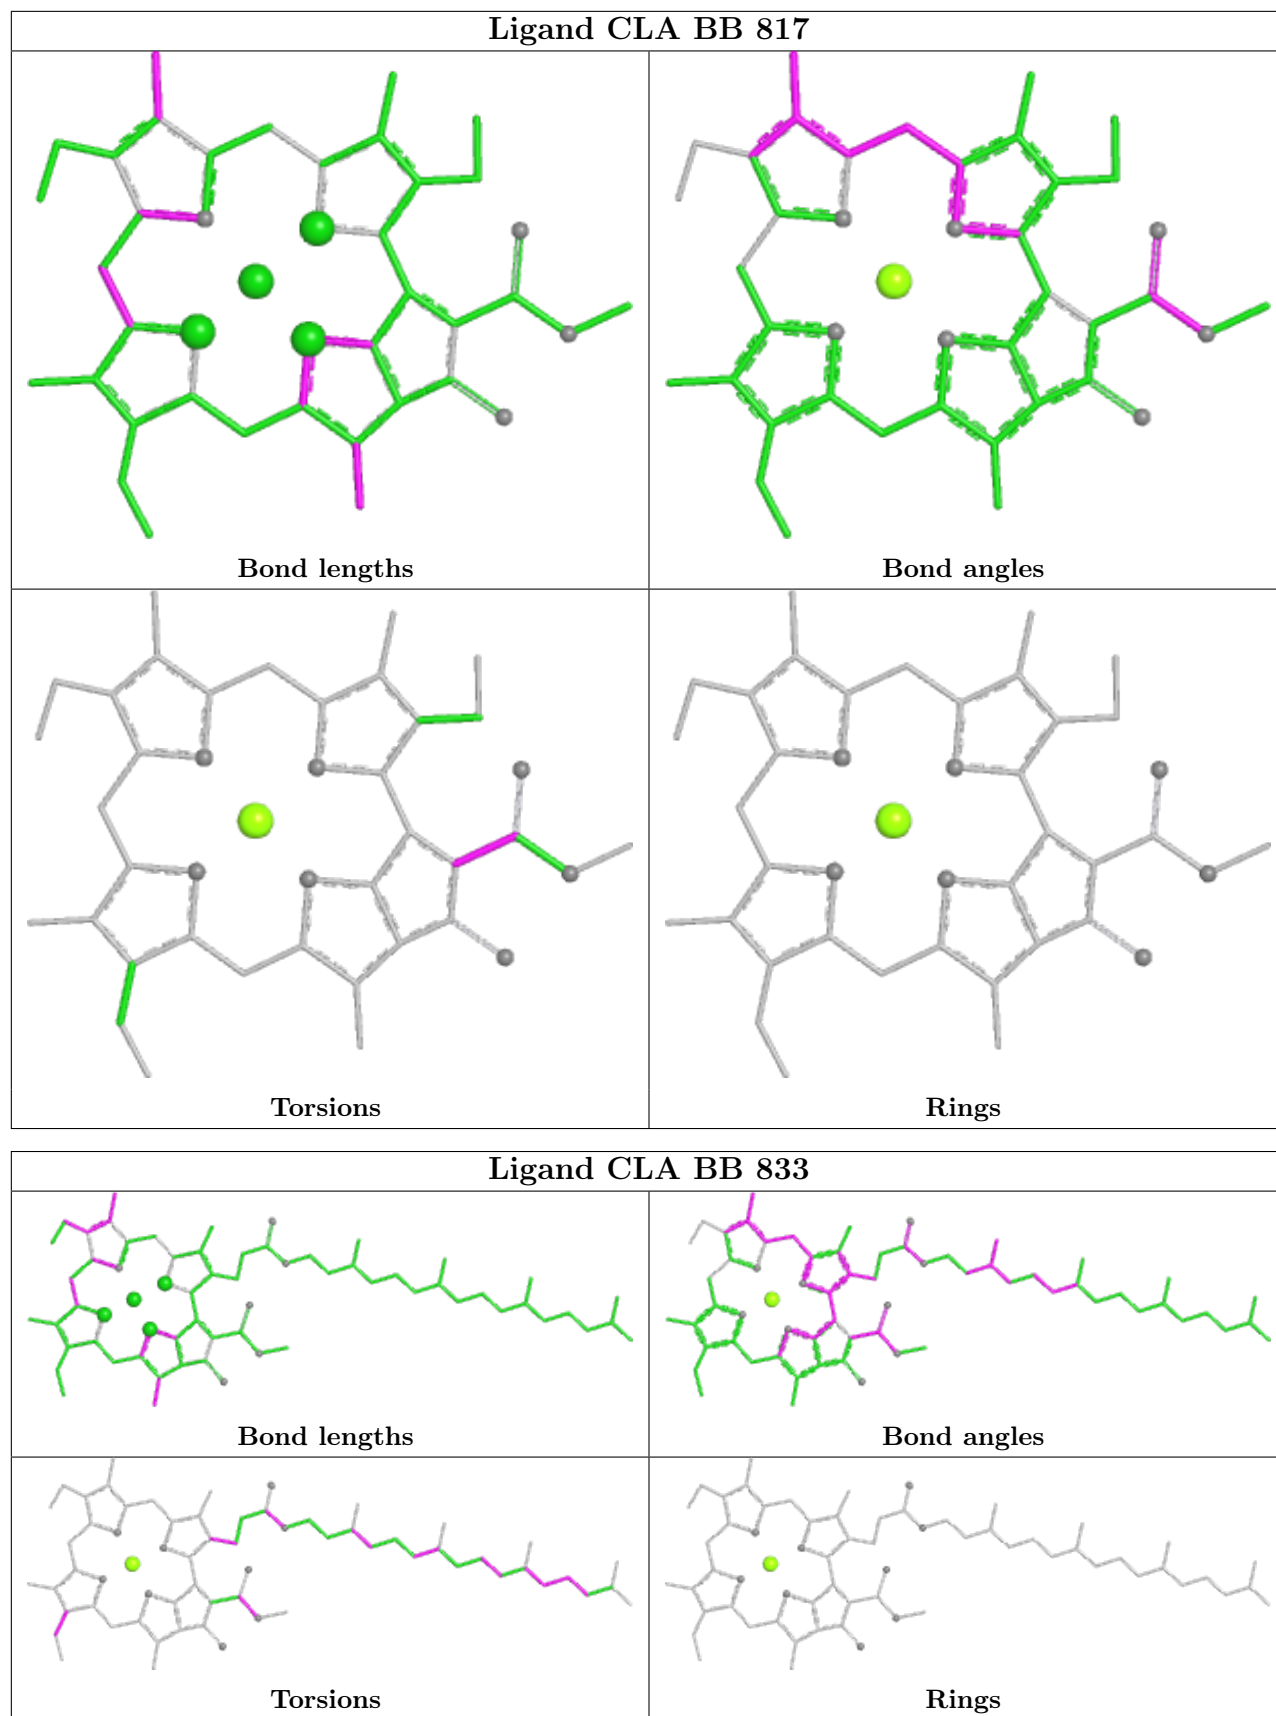 Ligand CLA BB 817
Bond lengths
Bond angles
Torsions
Rings
Ligand CLA BB 833
Bond lengths
Bond angles
Torsions
Rings